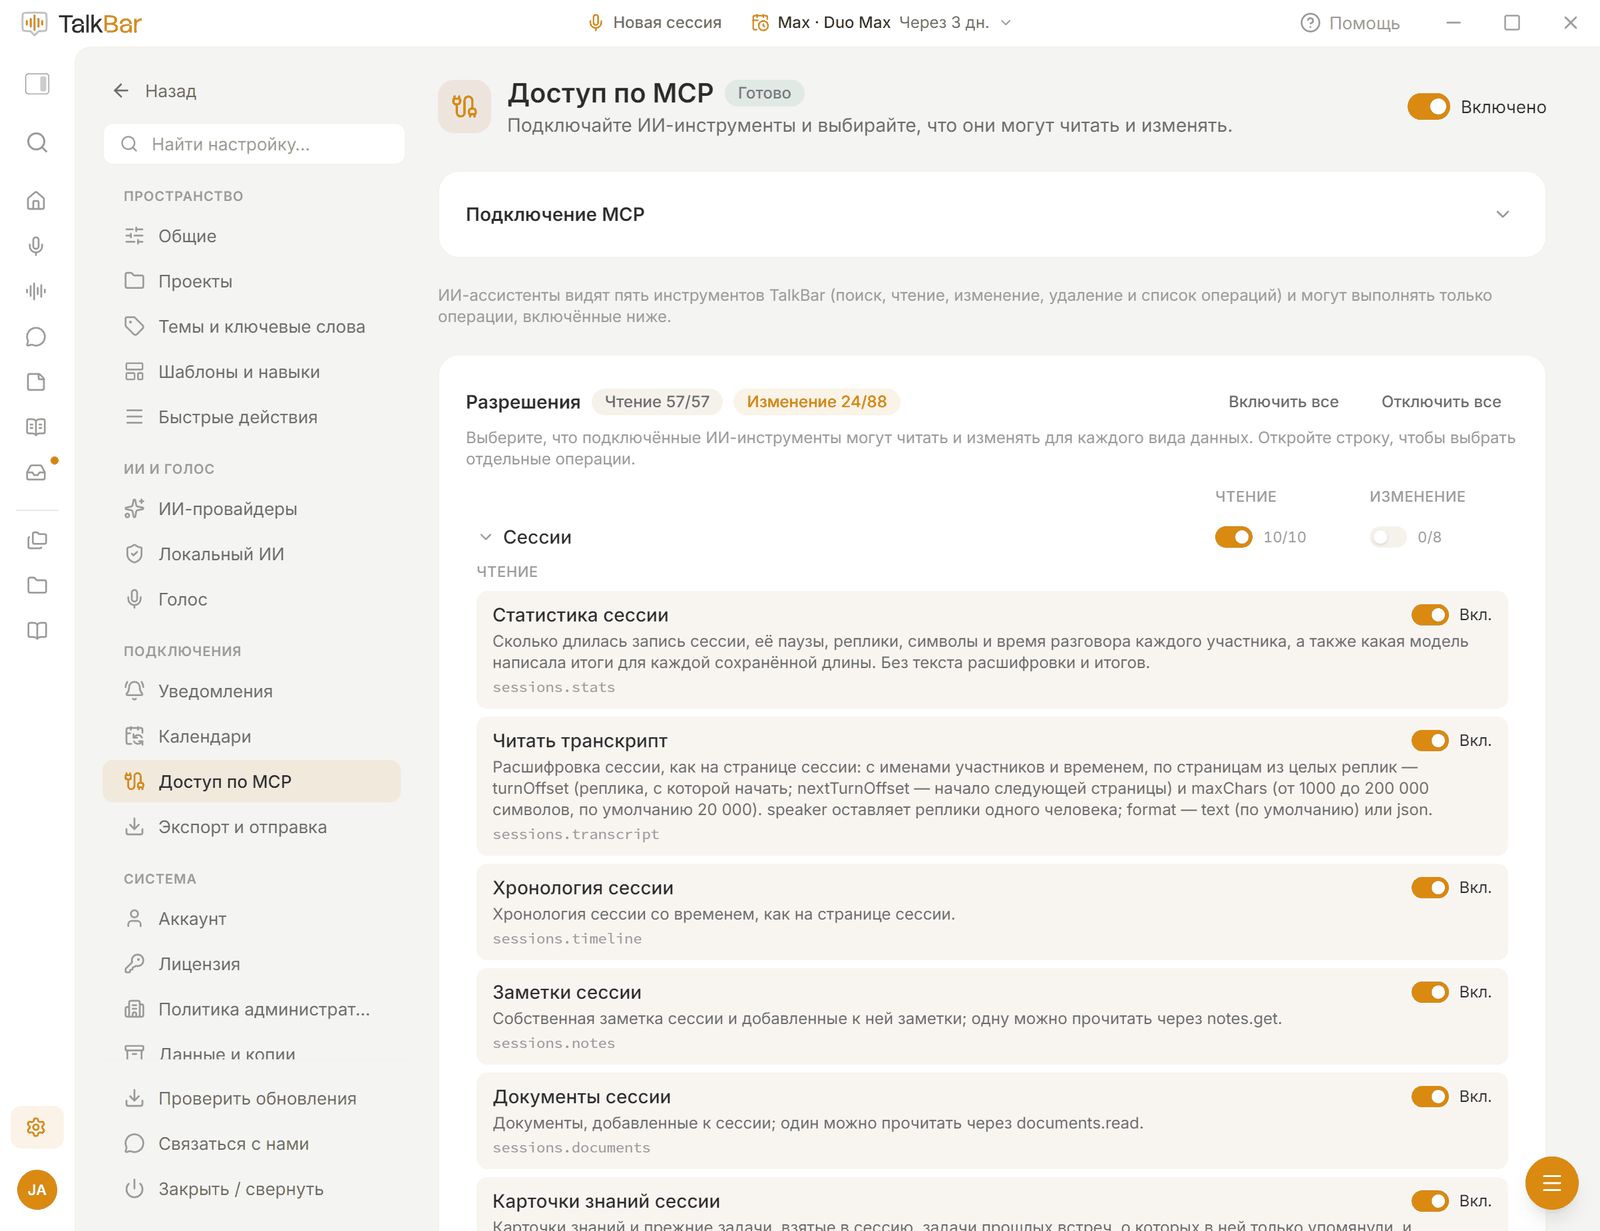 TalkBar
Новая сессия
Max · Duo Max Через 3 дн.
Помощь
Назад
Найти настройку...
ПРОСТРАНСТВО
Общие
Проекты
Темы и ключевые слова
Шаблоны и навыки
Быстрые действия
ИИ И ГОЛОС
ИИ-провайдеры
Локальный ИИ
Голос
ПОДКЛЮЧЕНИЯ
Уведомления
Календари
Доступ по MCP
Экспорт и отправка
СИСТЕМА
Аккаунт
Лицензия
Политика администрат...
Данные и копии
Проверить обновления
Связаться с нами
Закрыть / свернуть
JA
Доступ по MCP Готово
Подключайте ИИ-инструменты и выбирайте, что они могут читать и изменять.
Включено
Подключение MCP
ИИ-ассистенты видят пять инструментов TalkBar (поиск, чтение, изменение, удаление и список операций) и могут выполнять только
операции, включённые ниже.
Разрешения Чтение 57/57 Изменение 24/88 Включить все Отключить все
Выберите, что подключённые ИИ-инструменты могут читать и изменять для каждого вида данных. Откройте строку, чтобы выбрать
отдельные операции.
ЧТЕНИЕ ИЗМЕНЕНИЕ
Сессии 10/10 0/8
ЧТЕНИЕ
Статистика сессии Вкл.
Сколько длилась запись сессии, её паузы, реплики, символы и время разговора каждого участника, а также какая модель
написала итоги для каждой сохранённой длины. Без текста расшифровки и итогов.
sessions.stats
Читать транскрипт Вкл.
Расшифровка сессии, как на странице сессии: с именами участников и временем, по страницам из целых реплик —
turnOffset (реплика, с которой начать; nextTurnOffset — начало следующей страницы) и maxChars (от 1000 до 200 000
символов, по умолчанию 20 000). speaker оставляет реплики одного человека; format — text (по умолчанию) или json.
sessions.transcript
Хронология сессии Вкл.
Хронология сессии со временем, как на странице сессии.
sessions.timeline
Заметки сессии Вкл.
Собственная заметка сессии и добавленные к ней заметки; одну можно прочитать через notes.get.
sessions.notes
Документы сессии Вкл.
Документы, добавленные к сессии; один можно прочитать через documents.read.
sessions.documents
Карточки знаний сессии Вкл.
Карточки знаний и прежние задачи, взятые в сессию, задачи прошлых встреч, о которых в ней только упомянули, и